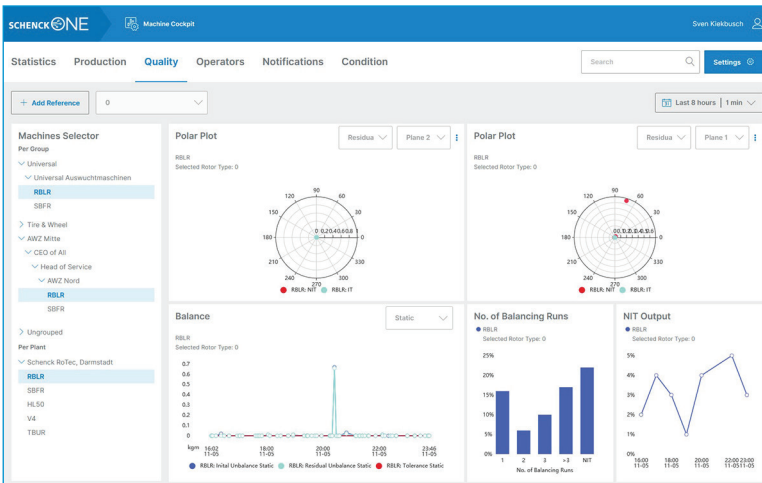 SCHENCK ONE
Machine Cockpit
Sven Kiekbusch
Statistics Production Quality Operators Notifications Condition
Search
Settings
+ Add Reference
0
Last 8 hours | 1 min
Machines Selector
Per Group
Universal
Universal Auswuchtmaschinen
RBLR
SBFR
Tire & Wheel
AWZ Mitte
CEO of All
Head of Service
AWZ Nord
RBLR
SBFR
Ungrouped
Per Plant
Schenck RoTec, Darmstadt
RBLR
SBFR
HL50
V4
TBUR
Polar Plot
Residua
Plane 2
RBLR
Selected Rotor Type: 0
90
120 60
150 30
180 0 0.2 0.4 0.6 0.8 1 0
210 330
240 300
270
RBLR: NIT RBLR: IT
Polar Plot
Residua
Plane 1
RBLR
Selected Rotor Type: 0
90
120 60
150 30
180 0
210 330
240 300
270
RBLR: NIT RBLR: IT
Balance
Static
RBLR
Selected Rotor Type: 0
0.7
0.6
0.5
0.4
0.3
0.2
0.1
0
kgm 16:02 18:00 20:00 22:00 23:46
11-05 11-05 11-05 11-05 11-05
RBLR: Inital Unbalance Static RBLR: Residual Unbalance Static RBLR: Tolerance Static
No. of Balancing Runs
RBLR
Selected Rotor Type: 0
25%
20%
15%
10%
5%
0%
1 2 3 >3 NIT
No. of Balancing Runs
NIT Output
RBLR
Selected Rotor Type: 0
5%
4%
3%
2%
1%
0%
16:00 18:00 20:00 22:00 23:00
11-05 11-05 11-05 11-05 11-05